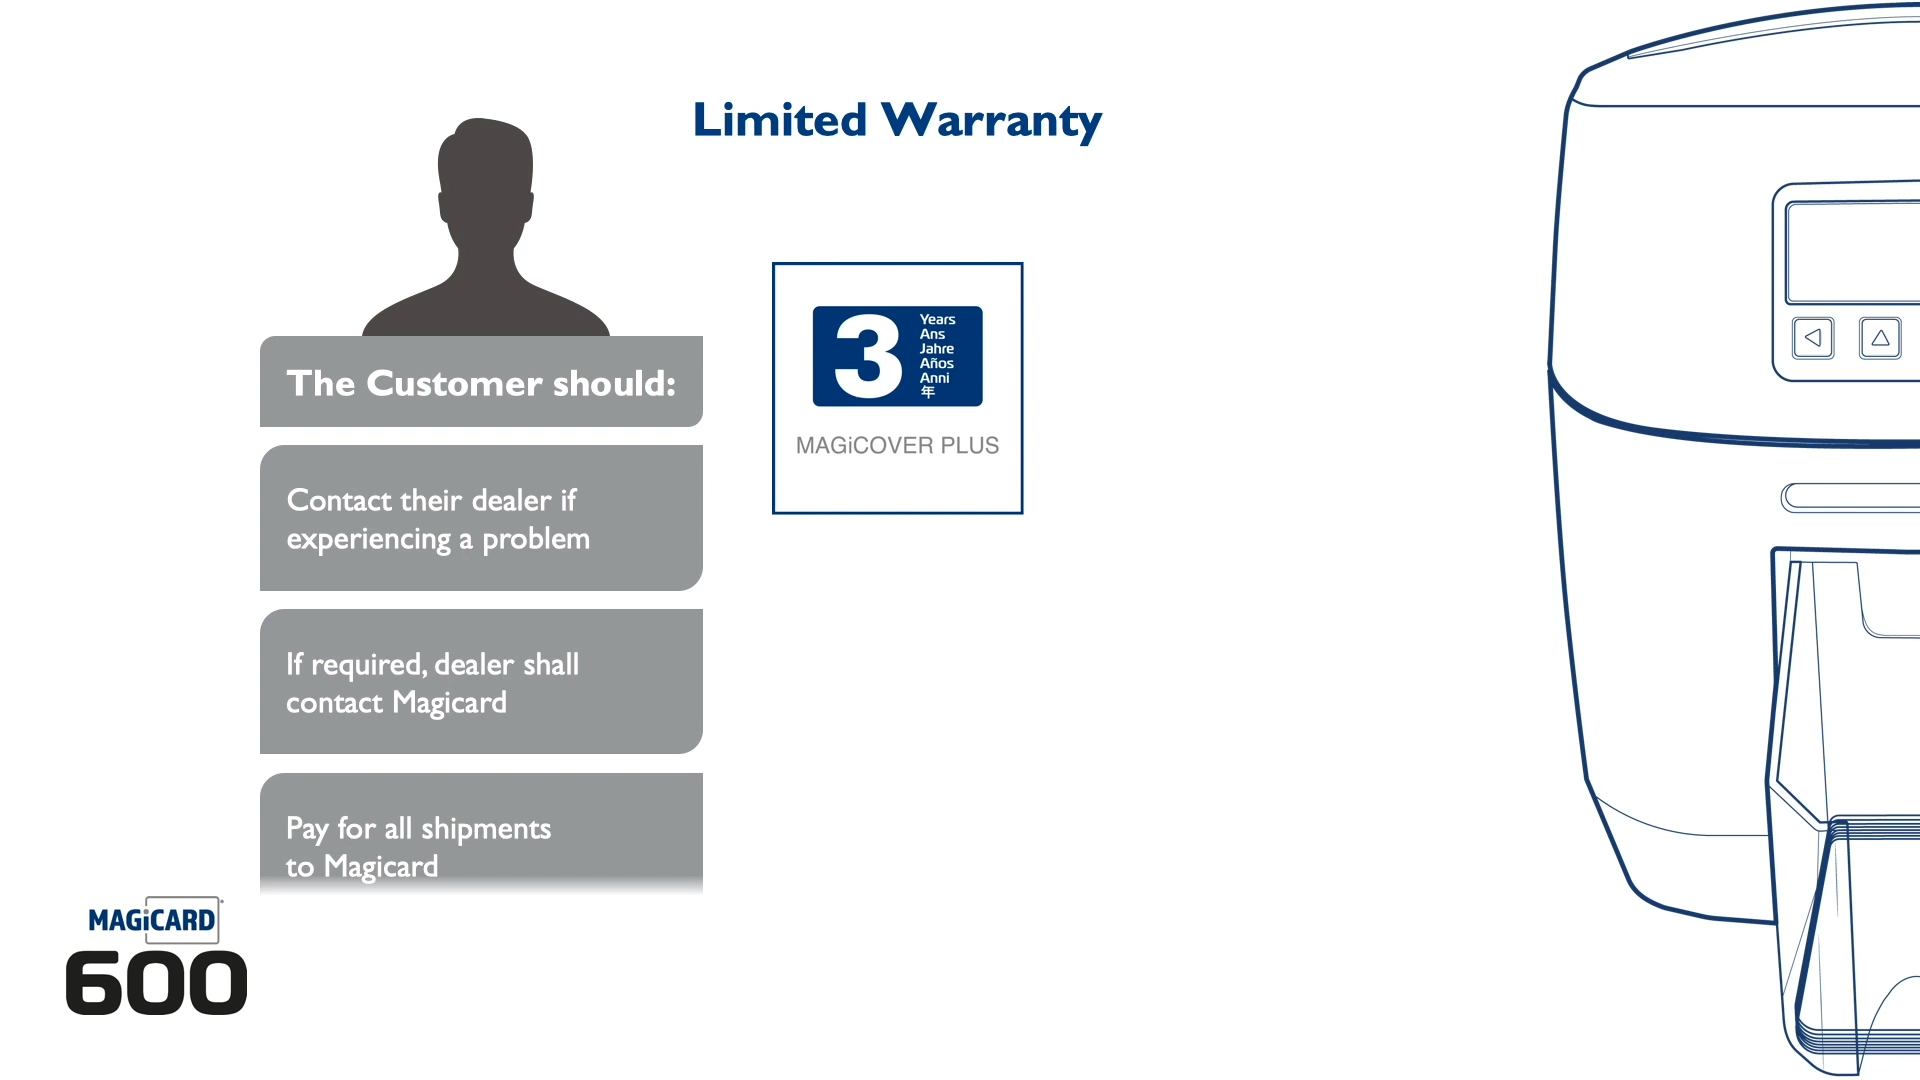 Limited Warranty
The Customer should:
Contact their dealer if
experiencing a problem
If required, dealer shall
contact Magicard
Pay for all shipments
to Magicard
3
Years
Ans
Jahre
Años
Anni
年
MAGiCOVER PLUS
MAGiCARD
600